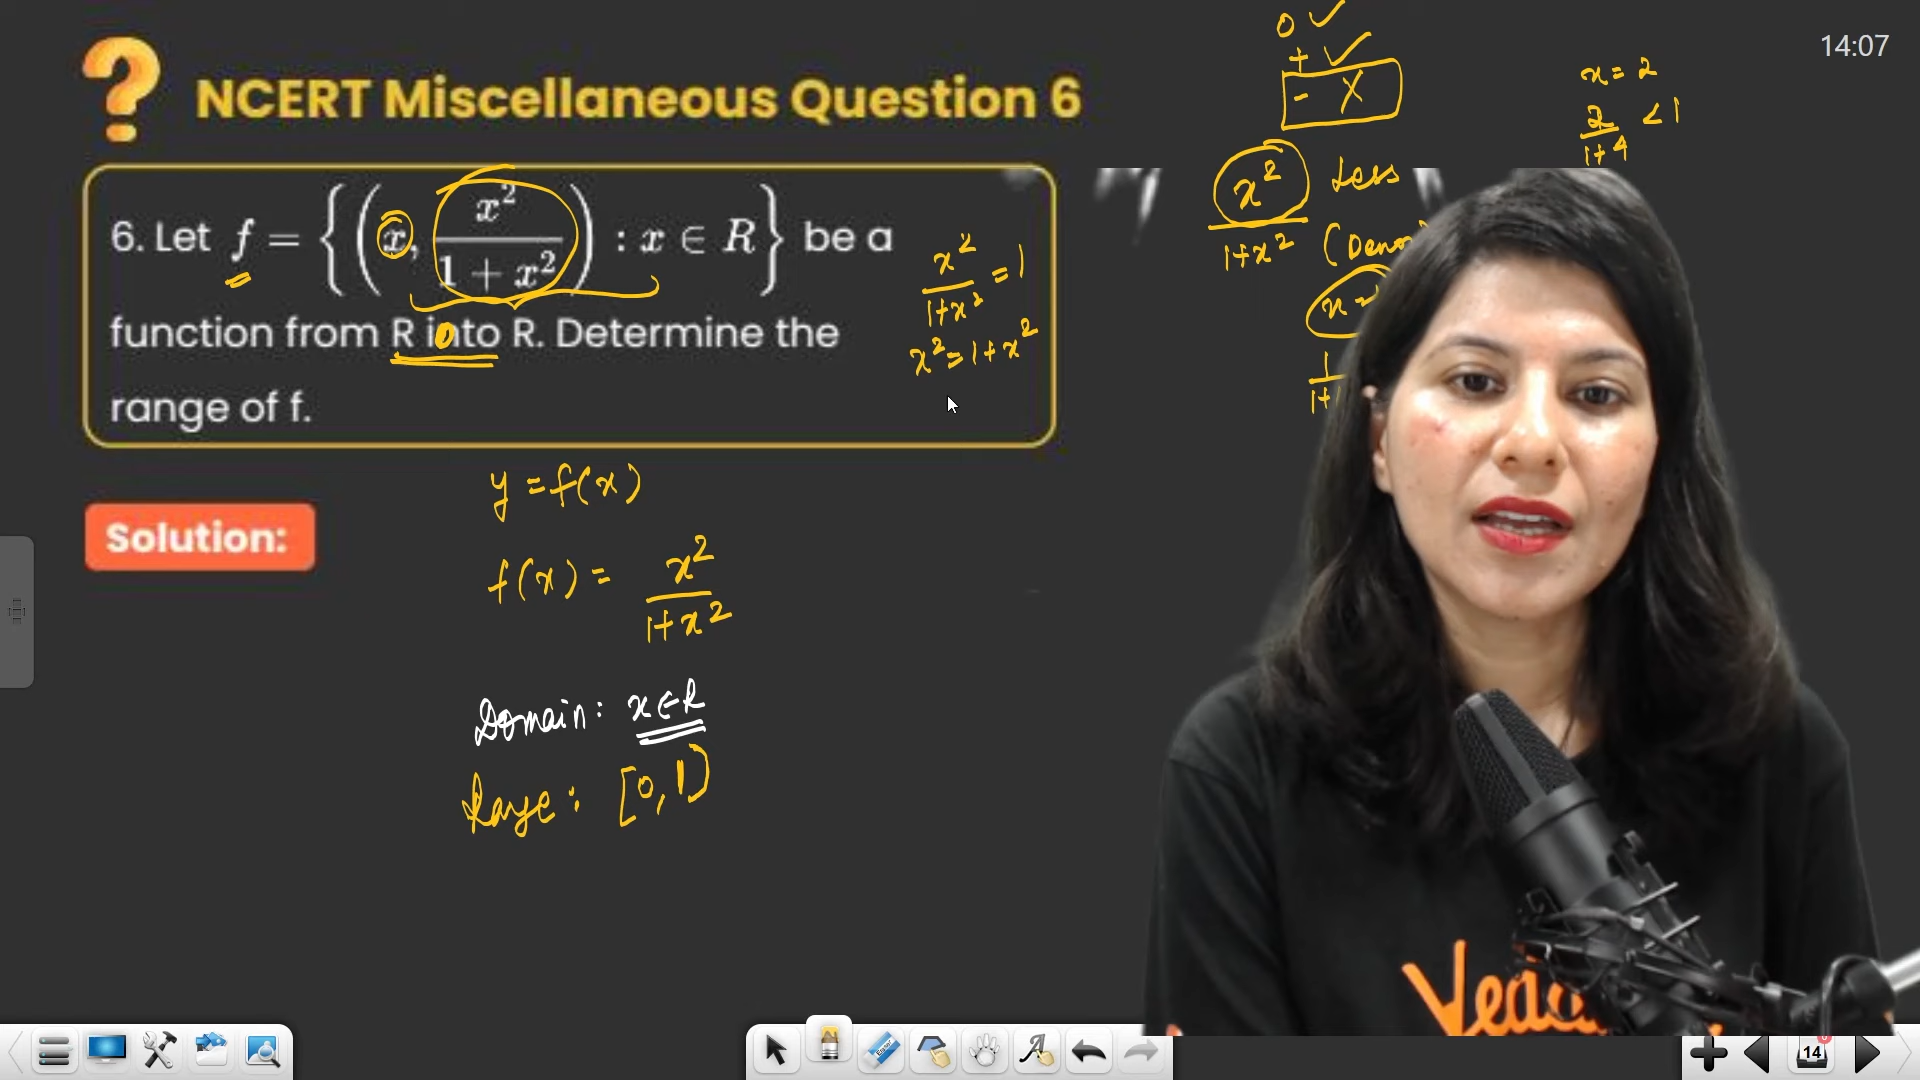 14:07
NCERT Miscellaneous Question 6
6. Let f = {(x, x²/(1 + x²)) : x ∈ R} be a
function from R into R. Determine the
range of f.
Solution:
y = f(x)
f(x) = x²/(1+x²)
Domain: x∈R
Range: [0, 1)
x²/(1+x²) = 1
x² = 1+x²
0 ✓
+ ✓
- X
x²/(1+x²) Less
x = 2
2/(1+4) < 1
14